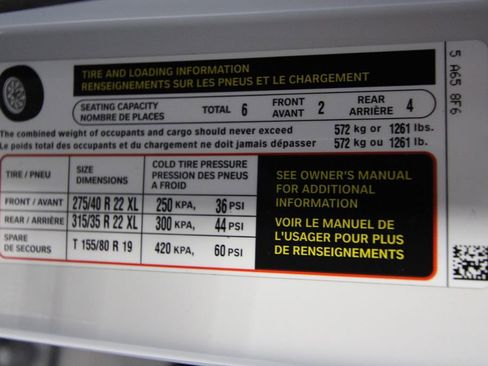 TIRE AND LOADING INFORMATION
RENSEIGNEMENTS SUR LES PNEUS ET LE CHARGEMENT
SEATING CAPACITY
NOMBRE DE PLACES
TOTAL 6
FRONT
AVANT 2
REAR
ARRIÈRE 4
The combined weight of occupants and cargo should never exceed 572 kg or 1261 lbs.
Le poids total des occupants et du chargement ne doit jamais dépasser 572 kg ou 1261 lb.
TIRE / PNEU
SIZE
DIMENSIONS
COLD TIRE PRESSURE
PRESSION DES PNEUS
A FROID
FRONT / AVANT 275/40 R 22 XL 250 KPA, 36 PSI
REAR / ARRIÈRE 315/35 R 22 XL 300 KPA, 44 PSI
SPARE
DE SECOURS T 155/80 R 19 420 KPA, 60 PSI
SEE OWNER'S MANUAL
FOR ADDITIONAL
INFORMATION
VOIR LE MANUEL DE
L'USAGER POUR PLUS
DE RENSEIGNEMENTS
5 A65 8F6